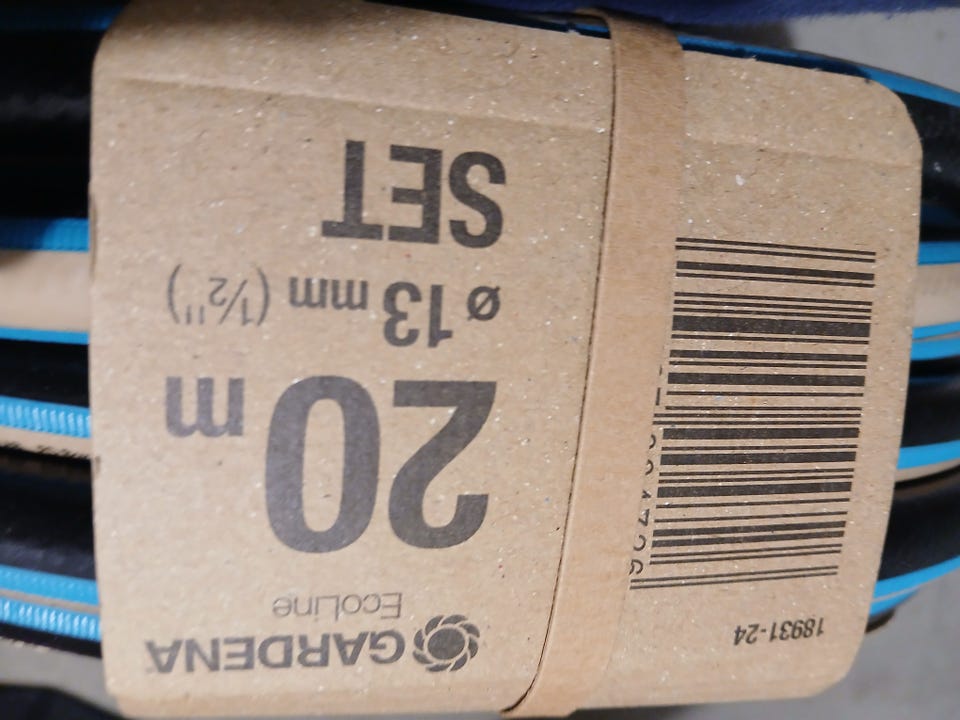 GARDENA
EcoLine
20 m
ø 13 mm (1/2")
SET
18931-24